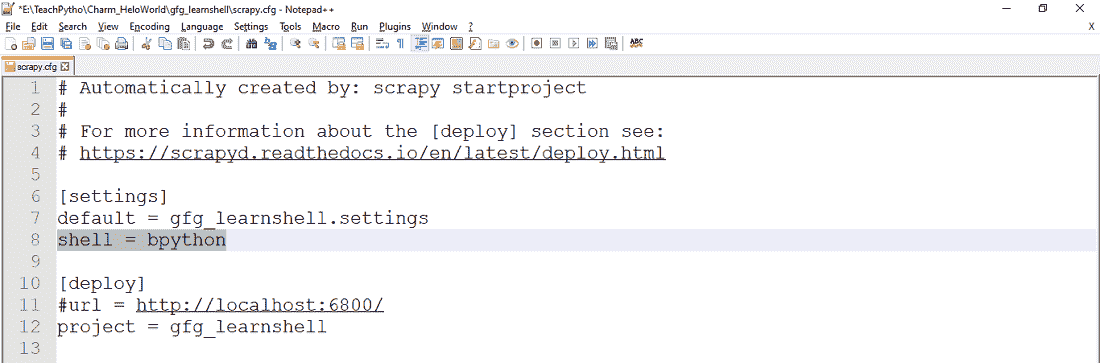 *E:\TeachPytho\Charm_HeloWorld\gfg_learnshell\scrapy.cfg - Notepad++
File Edit Search View Encoding Language Settings Tools Macro Run Plugins Window ? X
scrapy.cfg
1 # Automatically created by: scrapy startproject
2 #
3 # For more information about the [deploy] section see:
4 # https://scrapyd.readthedocs.io/en/latest/deploy.html
5
6 [settings]
7 default = gfg_learnshell.settings
8 shell = bpython
9
10 [deploy]
11 #url = http://localhost:6800/
12 project = gfg_learnshell
13